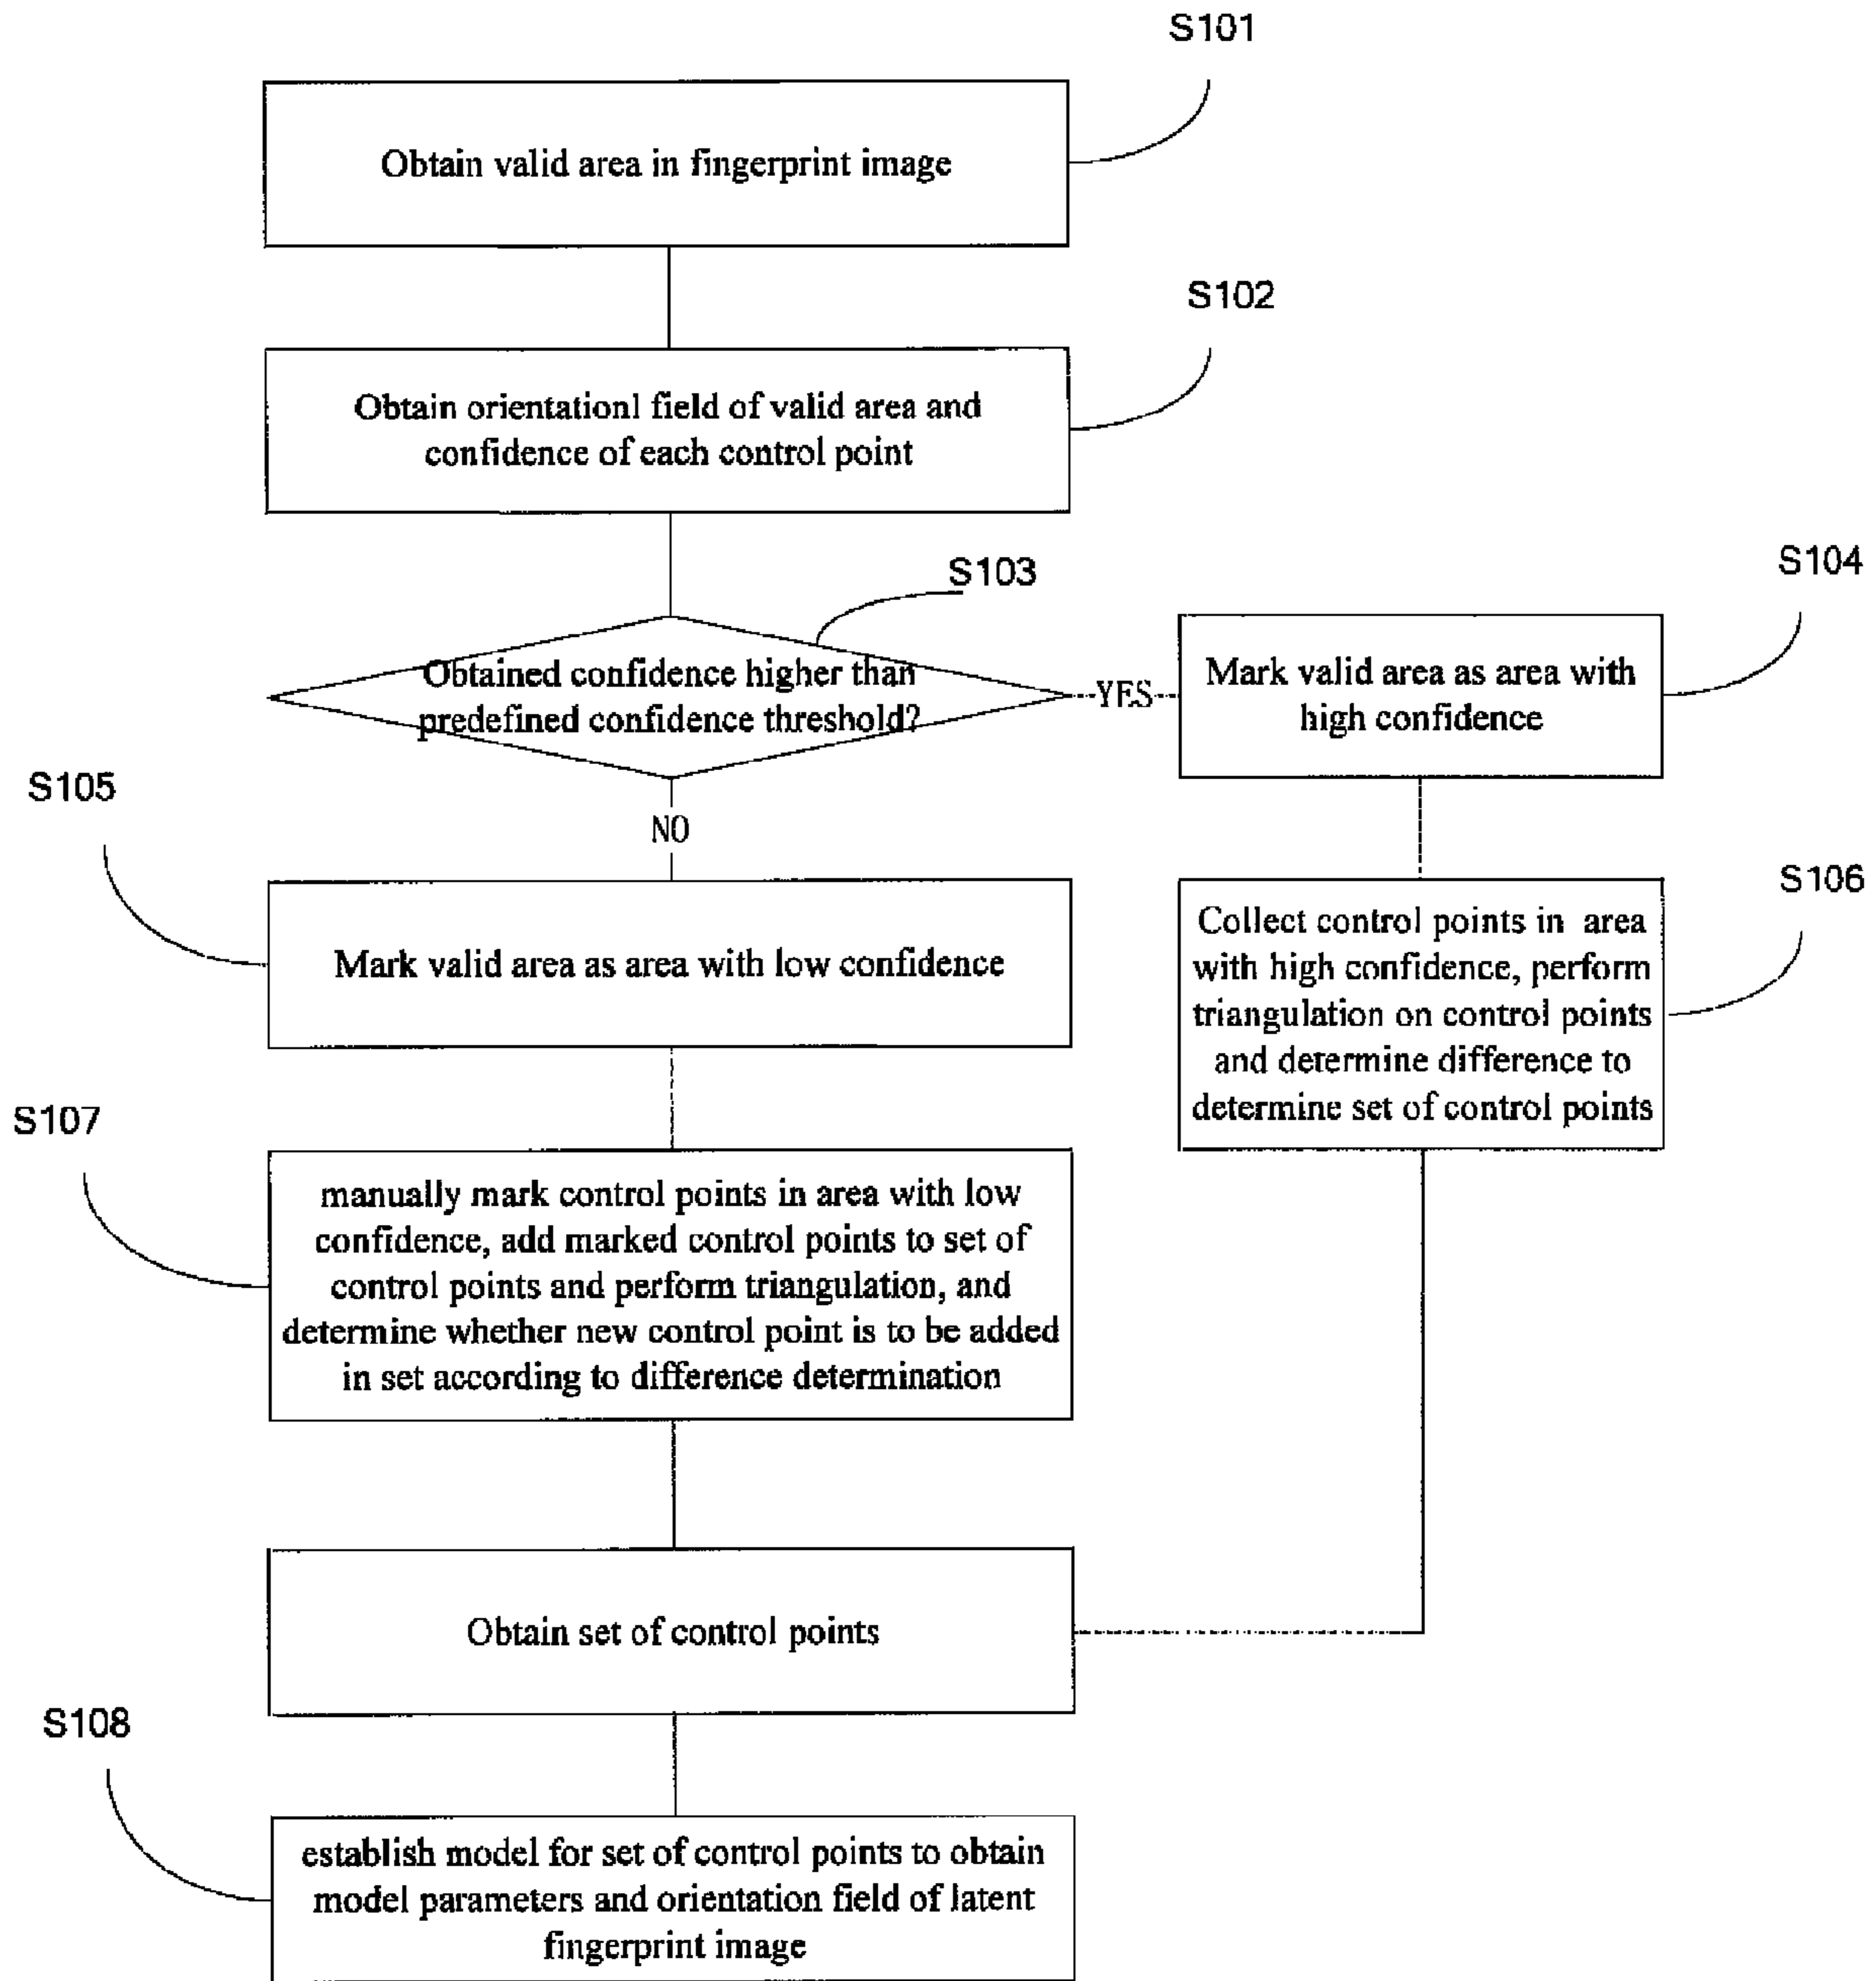 S101
Obtain valid area in fingerprint image
S102
Obtain orientationl field of valid area and
confidence of each control point
S103
Obtained confidence higher than
predefined confidence threshold?
YES
S104
Mark valid area as area with
high confidence
NO
S105
Mark valid area as area with low confidence
S106
Collect control points in area
with high confidence, perform
triangulation on control points
and determine difference to
determine set of control points
S107
manually mark control points in area with low
confidence, add marked control points to set of
control points and perform triangulation, and
determine whether new control point is to be added
in set according to difference determination
Obtain set of control points
S108
establish model for set of control points to obtain
model parameters and orientation field of latent
fingerprint image